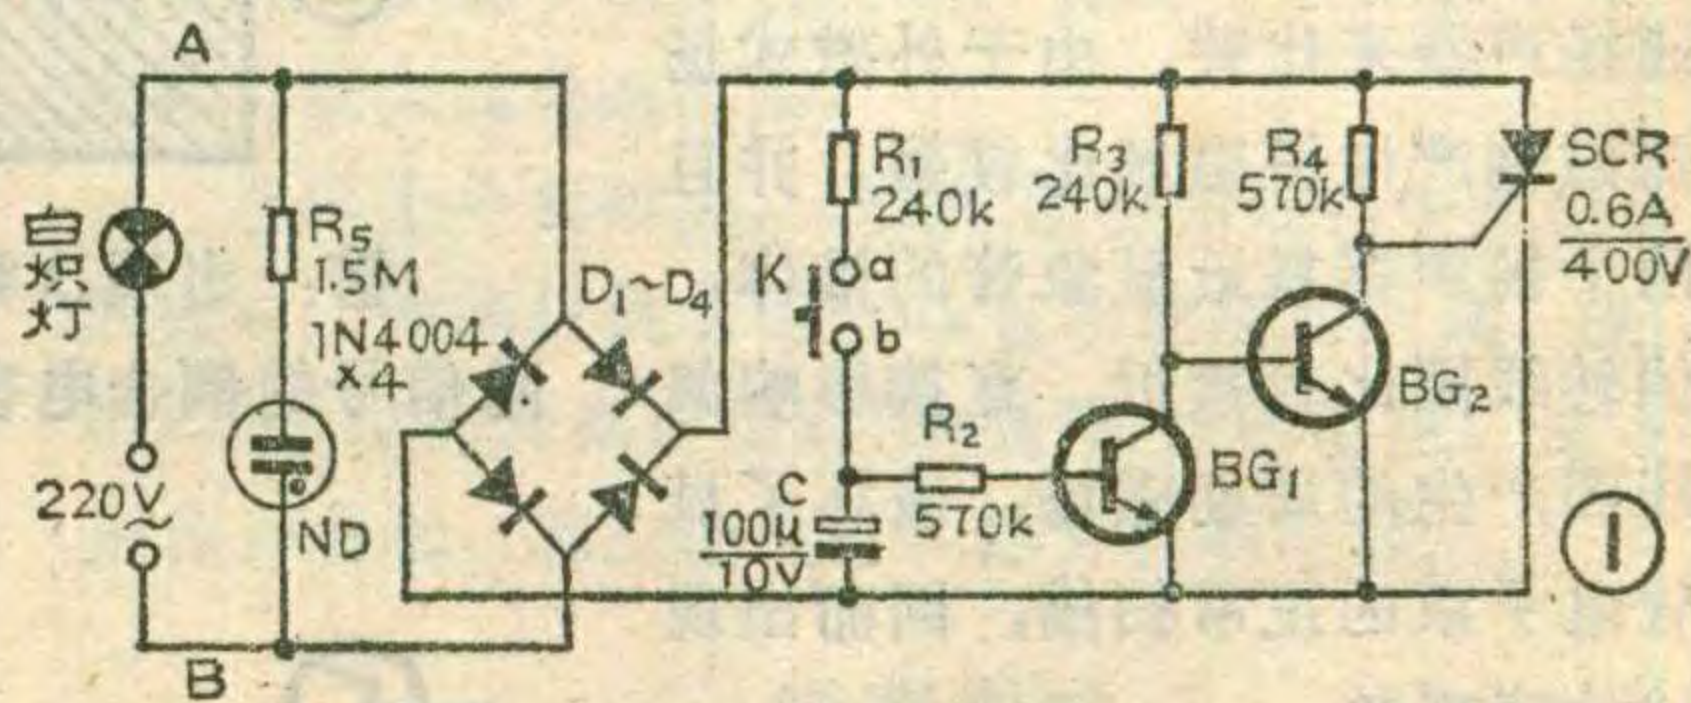 A
白炽灯
220V~
B
R5
1.5M
1N4004
×4
ND
D1~D4
K
a
b
R1
240k
C
100μ
10V
R2
570k
R3
240k
BG1
R4
570k
BG2
SCR
0.6A
400V
1